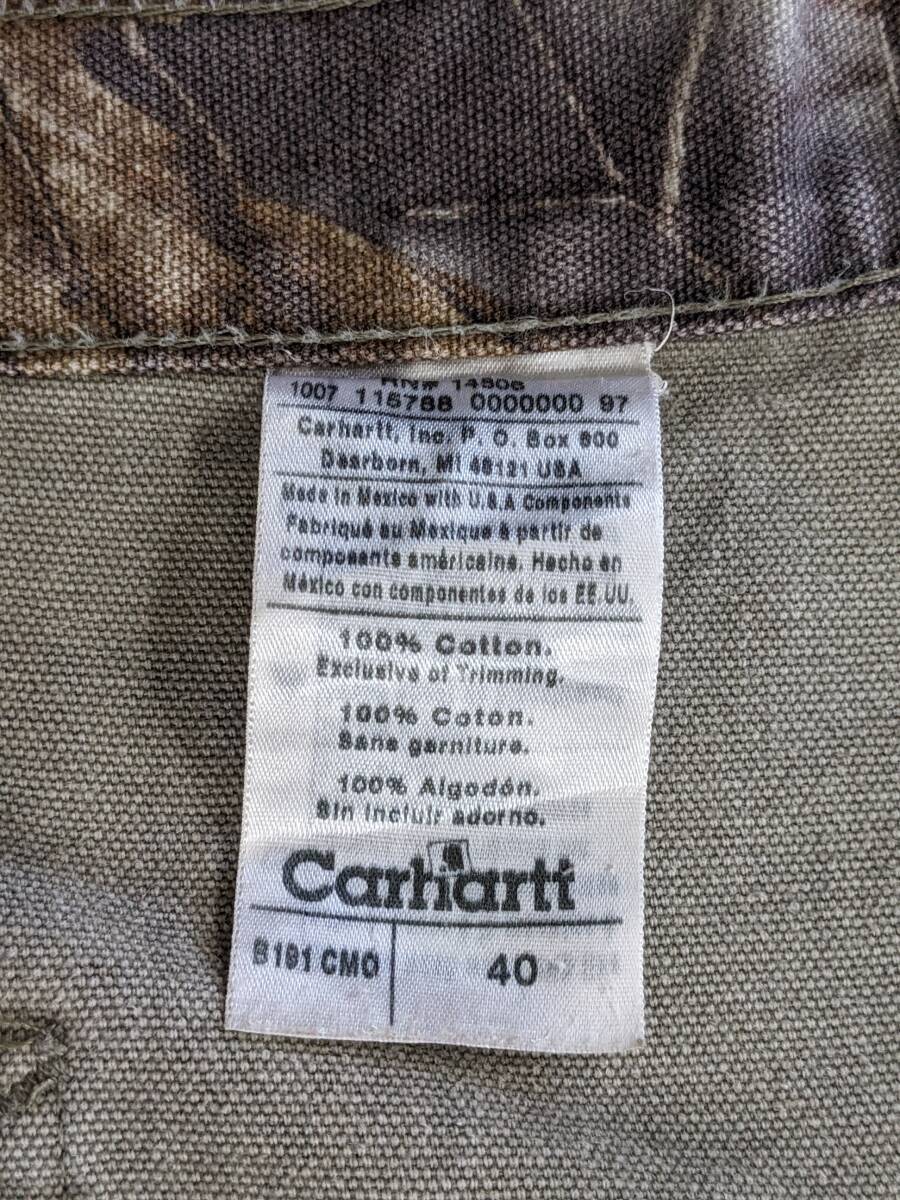 RN# 14806
1007 115788 0000000 97
Carhartt, Inc. P. O. Box 600
Dearborn, MI 48121 USA
Made in Mexico with U.S.A Components
Fabriqué au Mexique à partir de
composants américains. Hecho en
México con componentes de los EE.UU.
100% Cotton.
Exclusive of Trimming.
100% Coton.
Sans garniture.
100% Algodón.
Sin incluir adorno.
Carhartt
B191 CMO
40